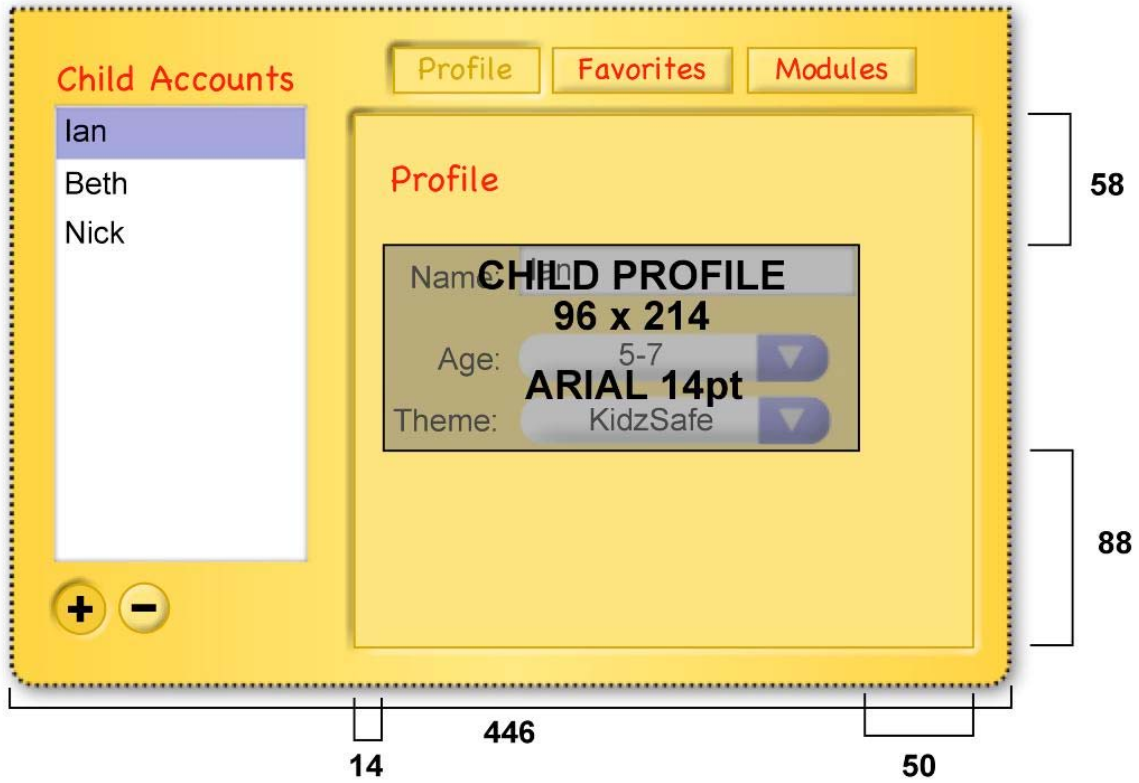 Child Accounts
Ian
Beth
Nick
+ −
Profile Favorites Modules
Profile
Name: Ian
CHILD PROFILE
96 x 214
Age: 5-7
ARIAL 14pt
Theme: KidzSafe
58
88
446
14
50